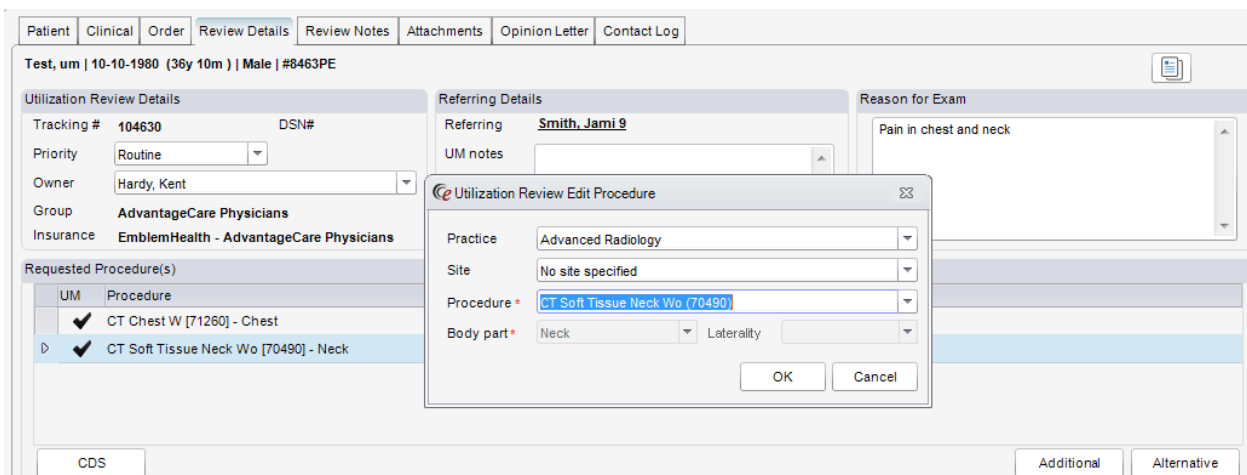 Patient Clinical Order Review Details Review Notes Attachments Opinion Letter Contact Log
Test, um | 10-10-1980 (36y 10m ) | Male | #8463PE
Utilization Review Details
Tracking # 104630 DSN#
Priority Routine
Owner Hardy, Kent
Group AdvantageCare Physicians
Insurance EmblemHealth - AdvantageCare Physicians
Referring Details
Referring Smith, Jami 9
UM notes
Reason for Exam
Pain in chest and neck
Utilization Review Edit Procedure
Practice Advanced Radiology
Site No site specified
Procedure * CT Soft Tissue Neck Wo (70490)
Body part * Neck Laterality
OK Cancel
Requested Procedure(s)
UM Procedure
CT Chest W [71260] - Chest
CT Soft Tissue Neck Wo [70490] - Neck
CDS Additional Alternative